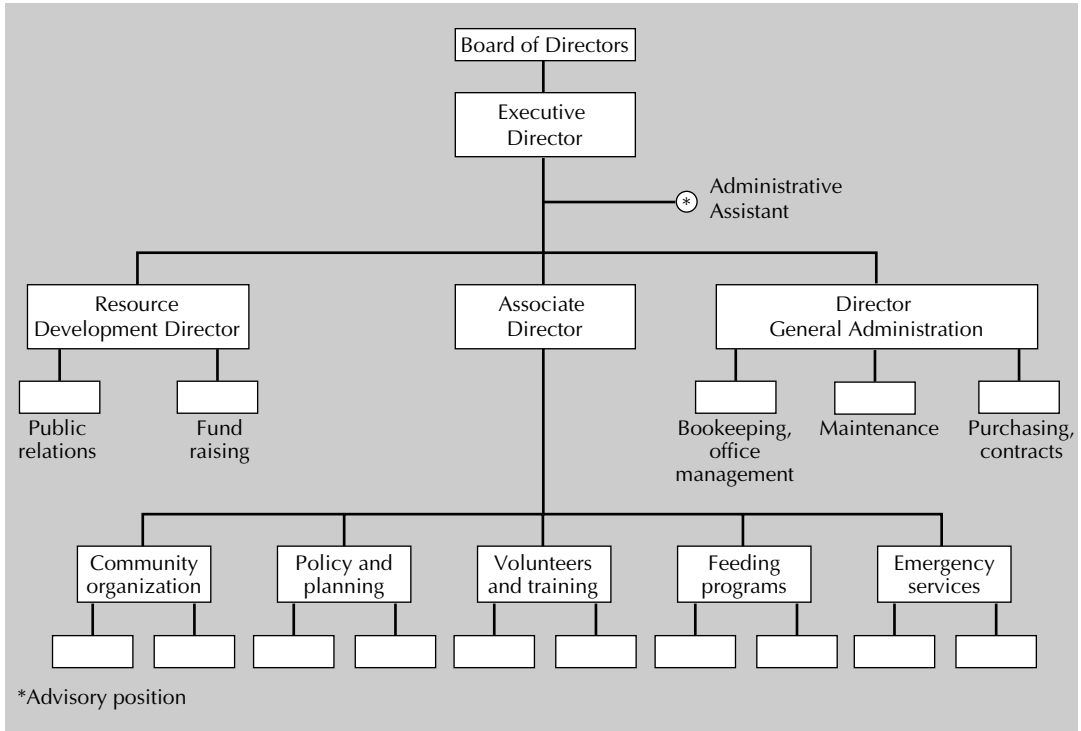 Board of Directors
Executive
Director
*
Administrative
Assistant
Resource
Development Director
Associate
Director
Director
General Administration
Public
relations
Fund
raising
Bookeeping,
office
management
Maintenance
Purchasing,
contracts
Community
organization
Policy and
planning
Volunteers
and training
Feeding
programs
Emergency
services
*Advisory position